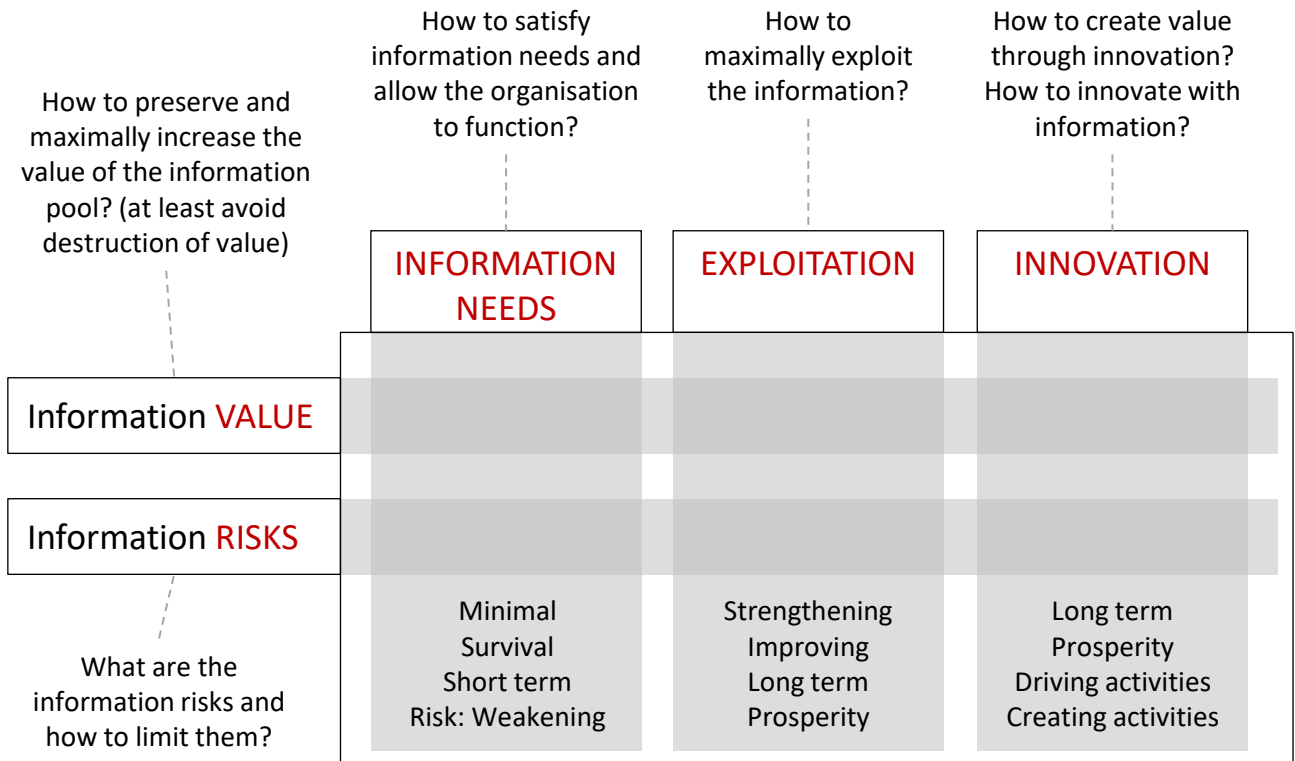 How to satisfy
information needs and
allow the organisation
to function?
How to
maximally exploit
the information?
How to create value
through innovation?
How to innovate with
information?
How to preserve and
maximally increase the
value of the information
pool? (at least avoid
destruction of value)
INFORMATION
NEEDS
EXPLOITATION
INNOVATION
Information VALUE
Information RISKS
Minimal
Survival
Short term
Risk: Weakening
Strengthening
Improving
Long term
Prosperity
Long term
Prosperity
Driving activities
Creating activities
What are the
information risks and
how to limit them?